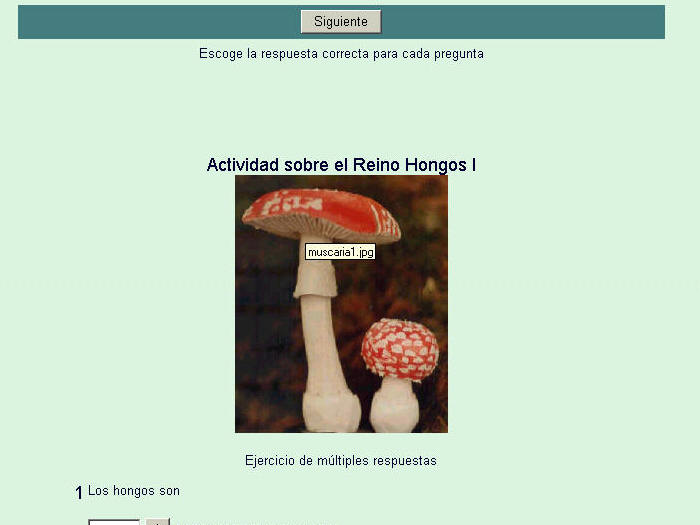 Siguiente
Escoge la respuesta correcta para cada pregunta
Actividad sobre el Reino Hongos I
muscaria1.jpg
Ejercicio de múltiples respuestas
1 Los hongos son